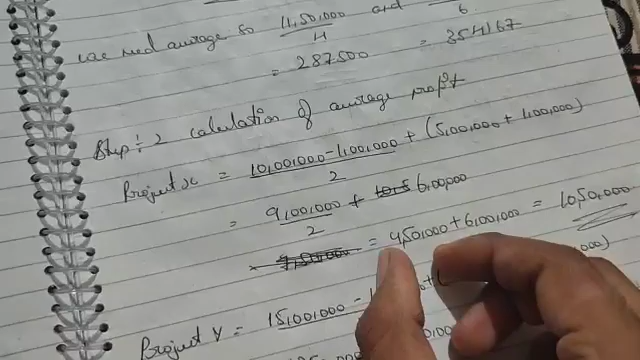 we need average so 11,50,000 / 4 and 6
= 287500 = 354167
Step:- 2 calculation of average profit
Project X = 10,00,000 - 1,00,000 / 2 + (5,00,000 + 1,00,000)
= 9,00,000 / 2 + 6,00,000
= 4,50,000 + 6,00,000 = 10,50,000
Project Y = 15,00,000 -